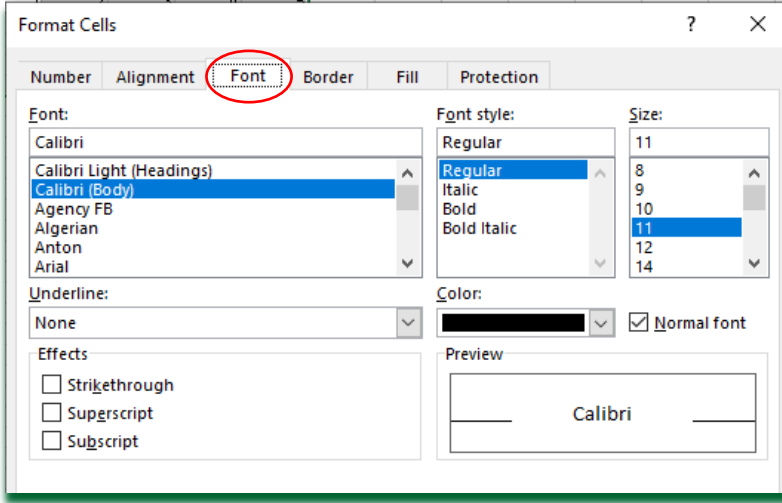 Format Cells ? ×
Number Alignment Font Border Fill Protection
Font: Font style: Size:
Calibri Regular 11
Calibri Light (Headings) Regular 8
Calibri (Body) Italic 9
Agency FB Bold 10
Algerian Bold Italic 11
Anton 12
Arial 14
Underline: Color:
None Normal font
Effects Preview
Strikethrough
Superscript Calibri
Subscript